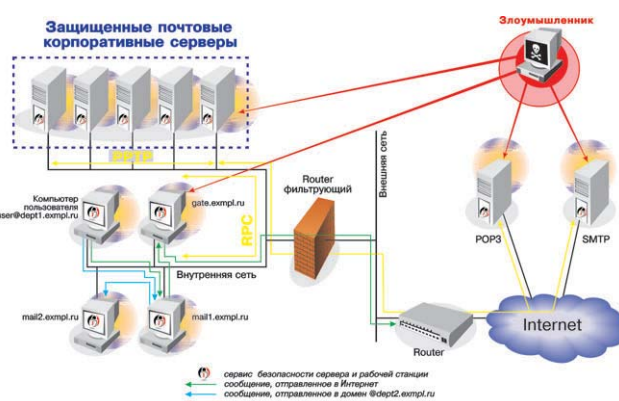 Защищенные почтовые
корпоративные серверы
Злоумышленник
Компьютер
пользователя
user@dept1.exmpl.ru
gate.exmpl.ru
RPC
Router
фильтрующий
Внешняя сеть
POP3
SMTP
Внутренняя сеть
mail2.exmpl.ru
mail1.exmpl.ru
Router
Internet
сервис безопасности сервера и рабочей станции
сообщение, отправленное в Интернет
сообщение, отправленное в домен @dept2.exmpl.ru